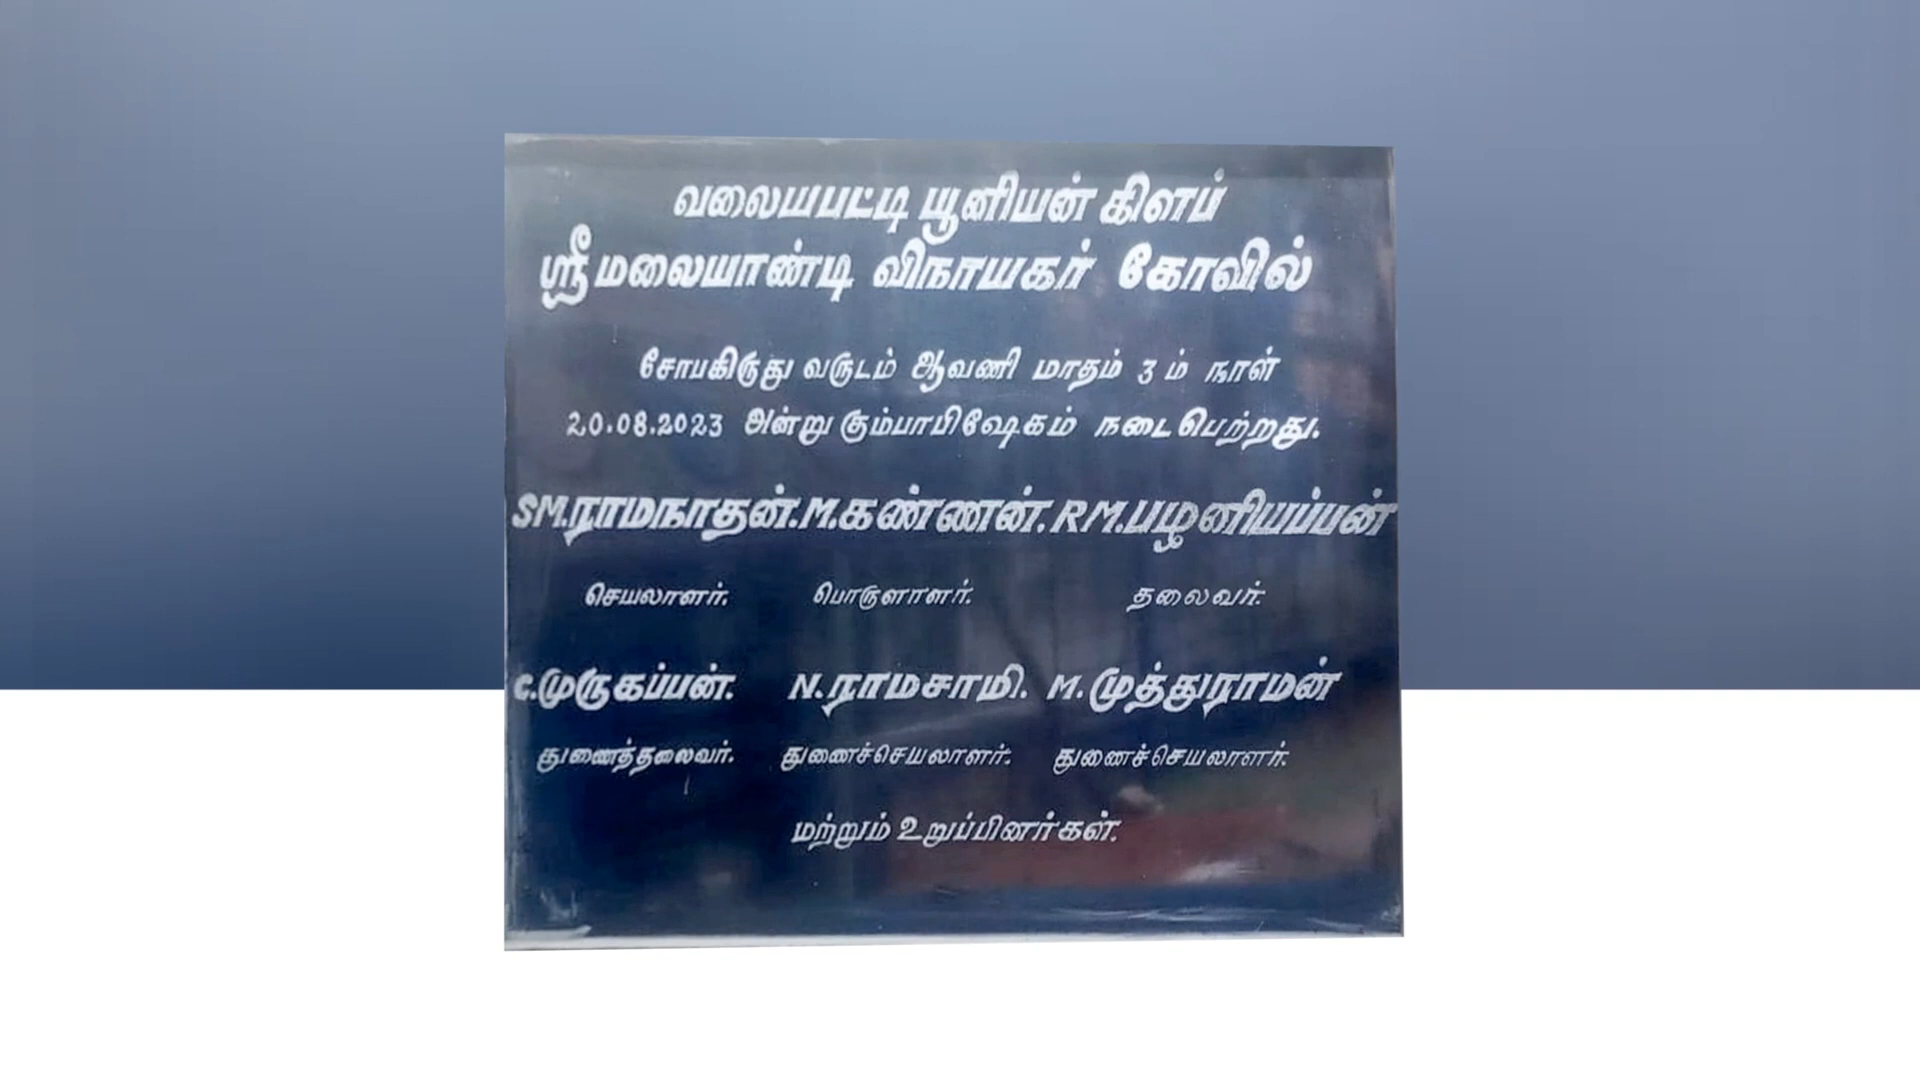 வலையபட்டி யூனியன் கிளப்
ஸ்ரீ மலையாண்டி விநாயகர் கோவில்
சோபகிருது வருடம் ஆவணி மாதம் 3 ம் நாள்
20.08.2023 அன்று கும்பாபிஷேகம் நடைபெற்றது.
SM.ராமநாதன். M.கண்ணன். RM.பழனியப்பன்
செயலாளர். பொருளாளர். தலைவர்.
C.முருகப்பன். N.ராமசாமி. M.முத்துராமன்
துணைத்தலைவர். துணைச்செயலாளர். துணைச்செயலாளர்.
மற்றும் உறுப்பினர்கள்.